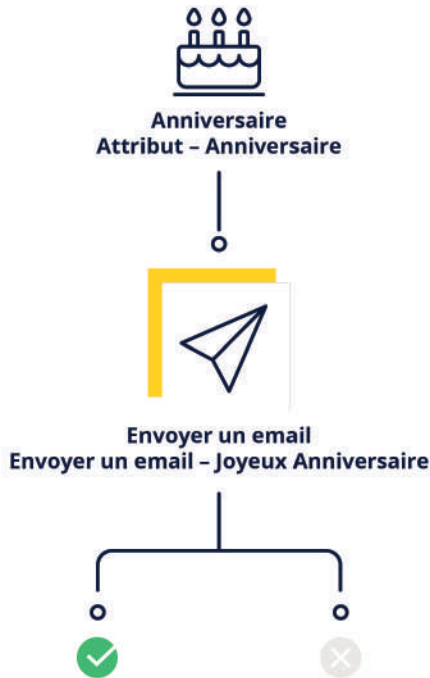 Anniversaire
Attribut – Anniversaire
Envoyer un email
Envoyer un email – Joyeux Anniversaire